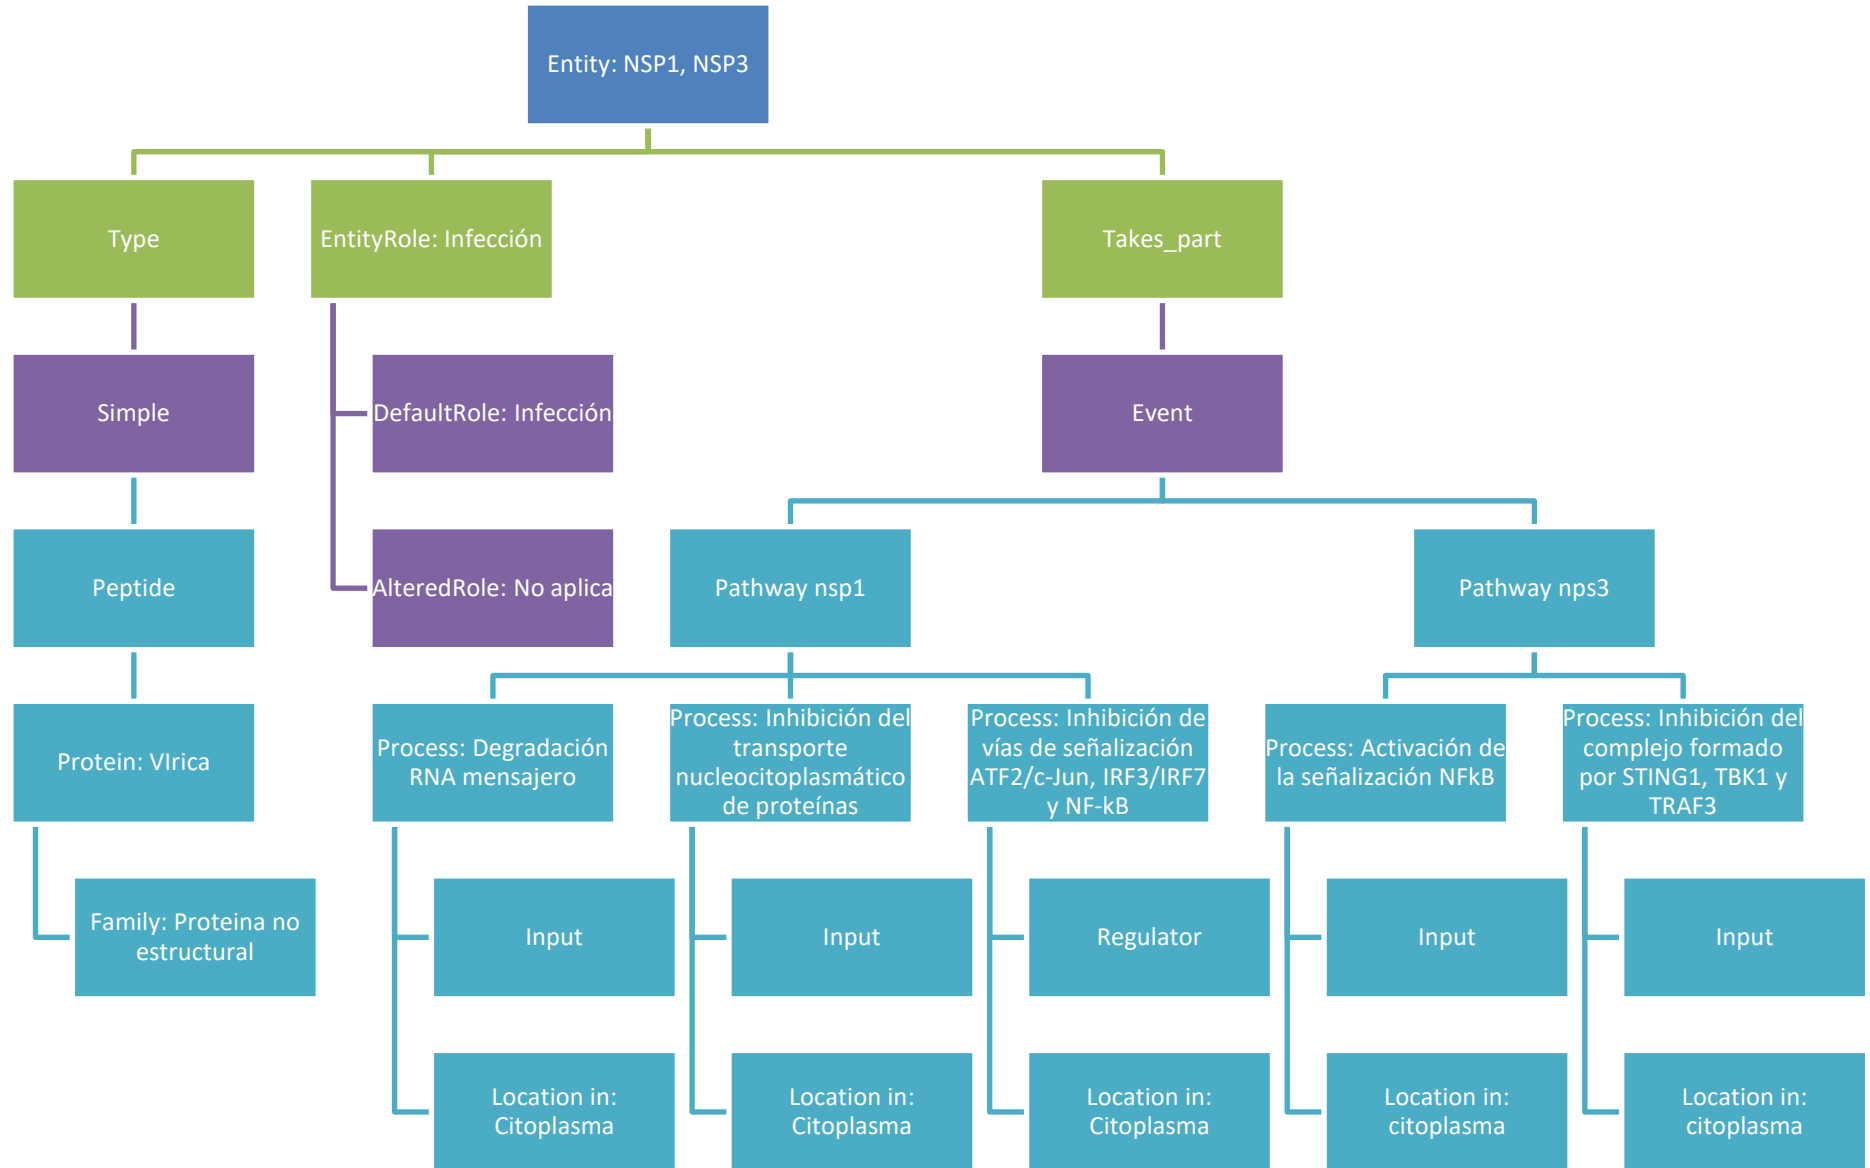 Entity: NSP1, NSP3
Type
EntityRole: Infección
Takes_part
Simple
DefaultRole: Infección
Event
Peptide
AlteredRole: No aplica
Pathway nsp1
Pathway nps3
Protein: VIrica
Process: Degradación
RNA mensajero
Process: Inhibición del
transporte
nucleocitoplasmático
de proteínas
Process: Inhibición de
vías de señalización
ATF2/c-Jun, IRF3/IRF7
y NF-kB
Process: Activación de
la señalización NFkB
Process: Inhibición del
complejo formado
por STING1, TBK1 y
TRAF3
Family: Proteina no
estructural
Input
Input
Regulator
Input
Input
Location in:
Citoplasma
Location in:
Citoplasma
Location in:
Citoplasma
Location in:
citoplasma
Location in:
citoplasma